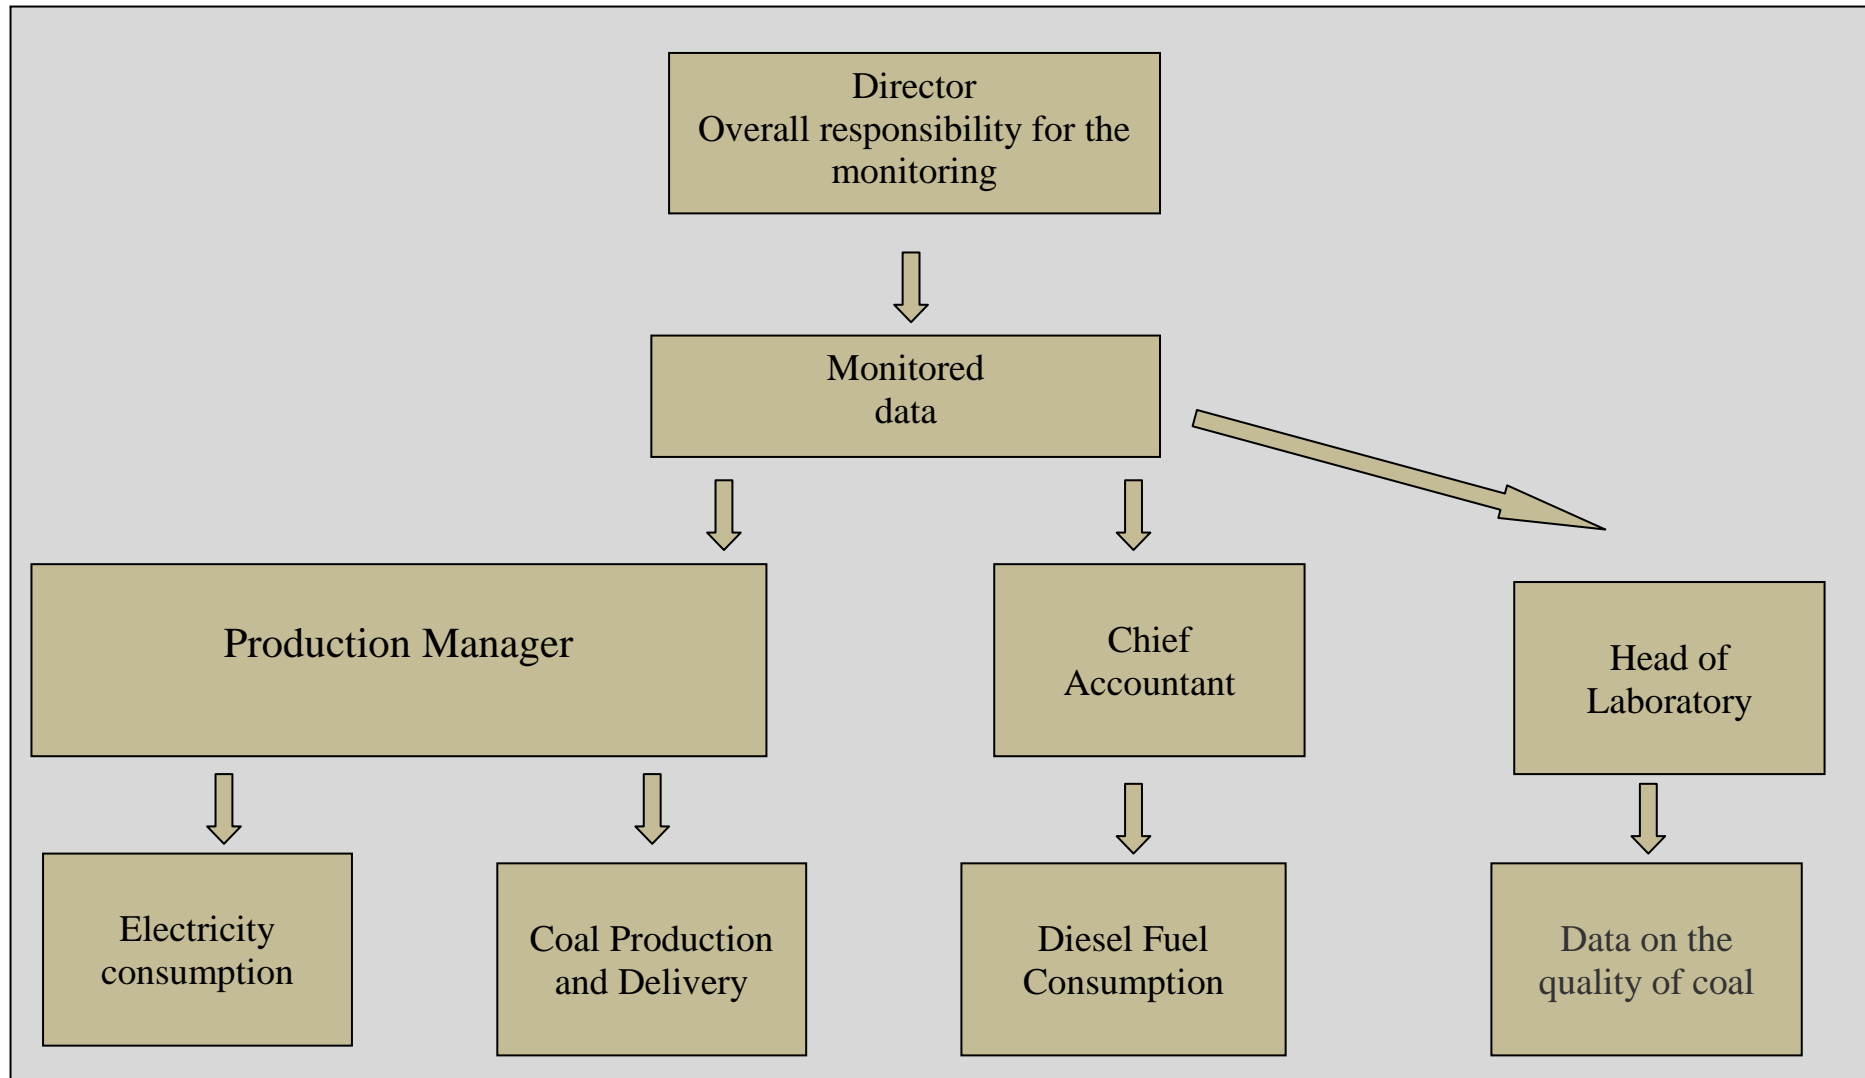 Director
Overall responsibility for the
monitoring
Monitored
data
Production Manager
Chief
Accountant
Head of
Laboratory
Electricity
consumption
Coal Production
and Delivery
Diesel Fuel
Consumption
Data on the
quality of coal